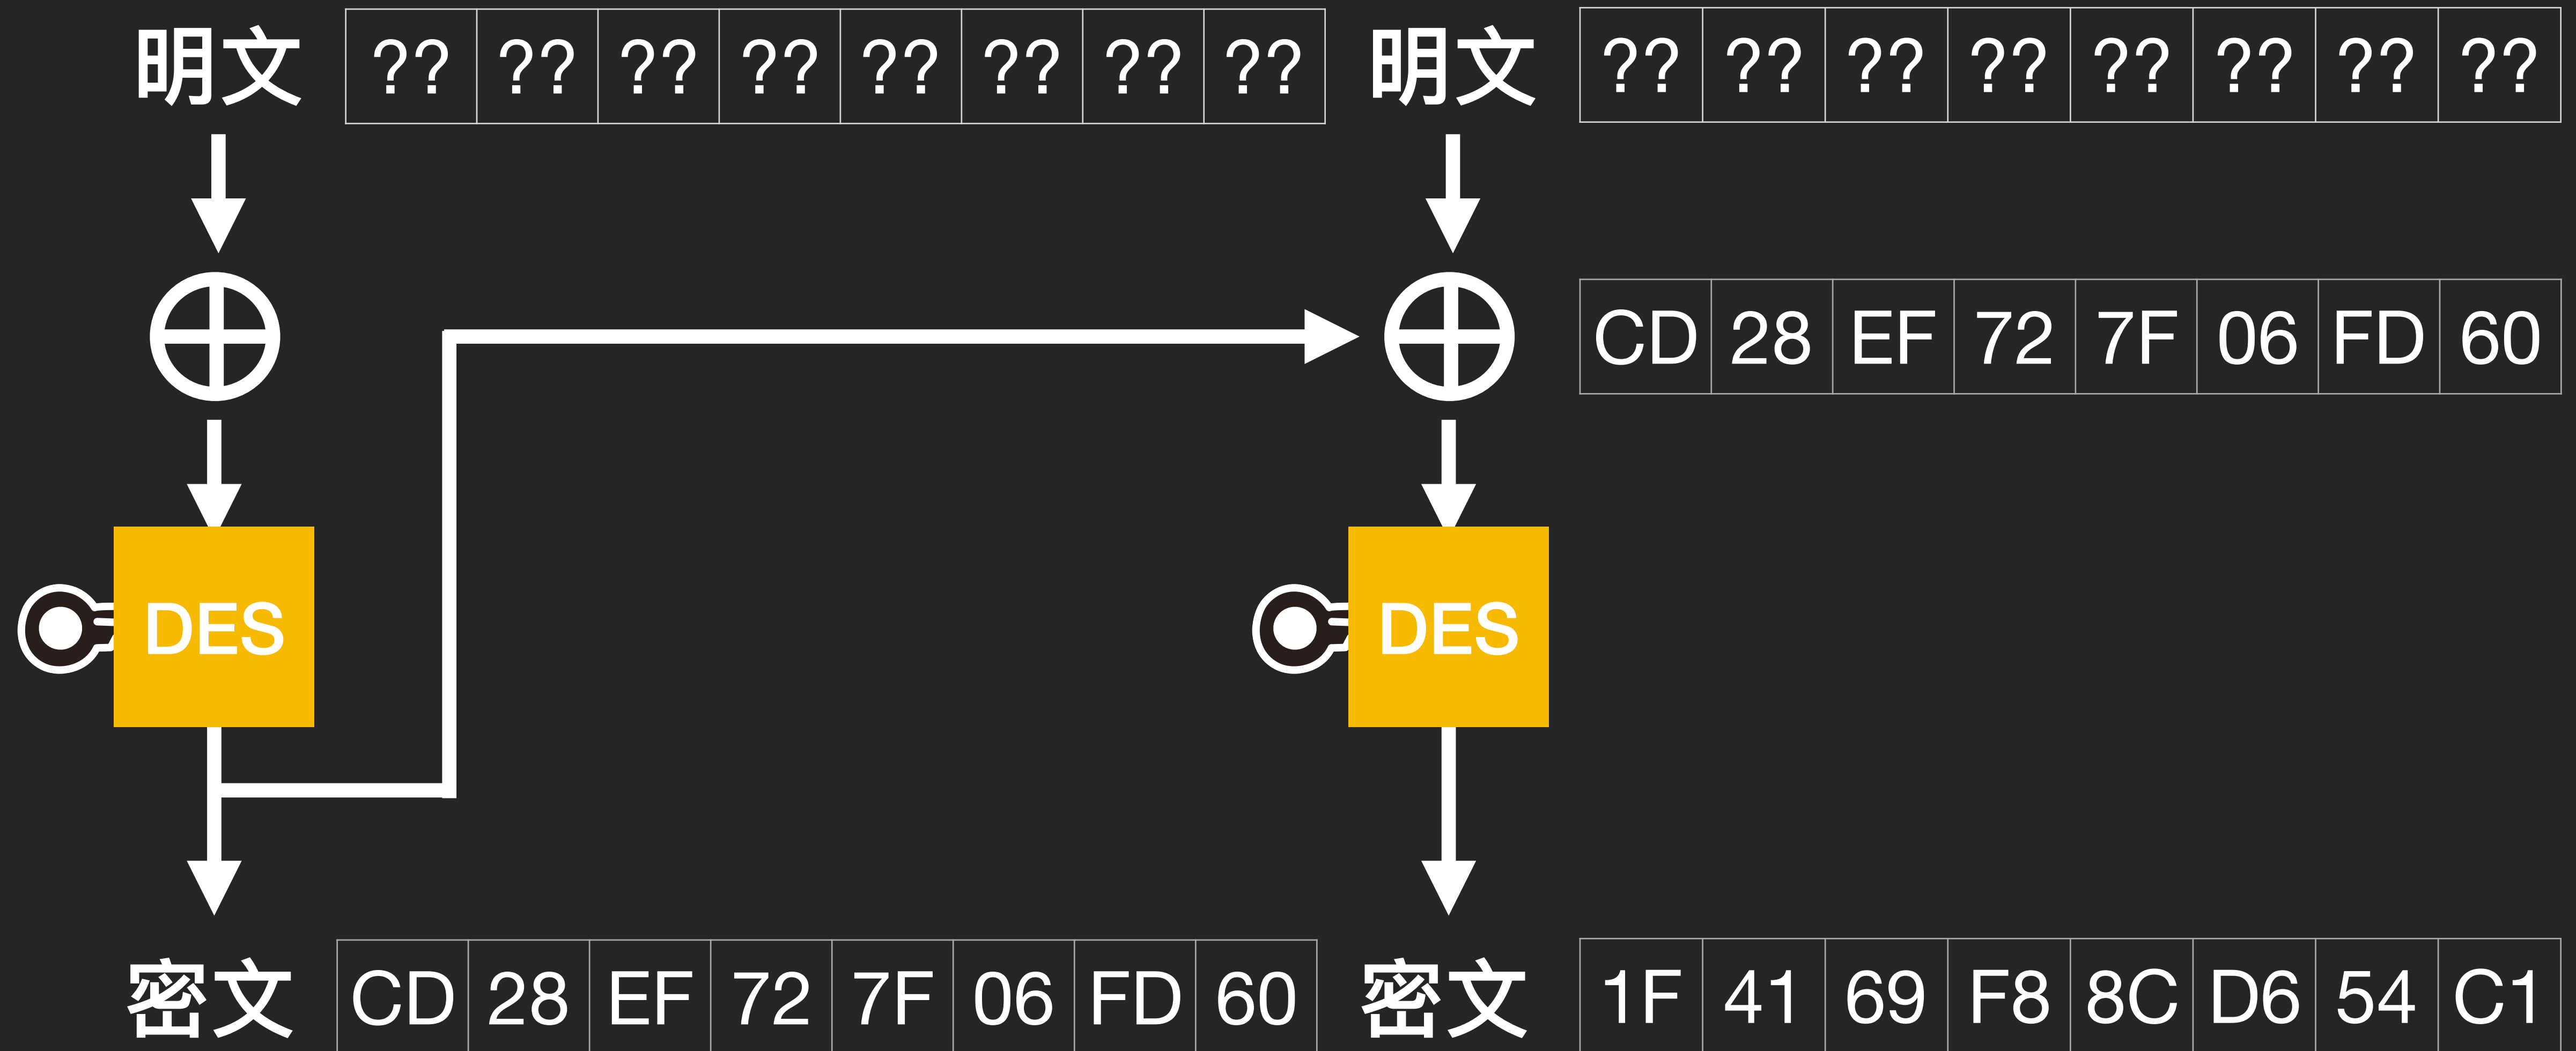 明文 ?? ?? ?? ?? ?? ?? ?? ??
明文 ?? ?? ?? ?? ?? ?? ?? ??
CD 28 EF 72 7F 06 FD 60
DES
DES
密文 CD 28 EF 72 7F 06 FD 60
密文 1F 41 69 F8 8C D6 54 C1